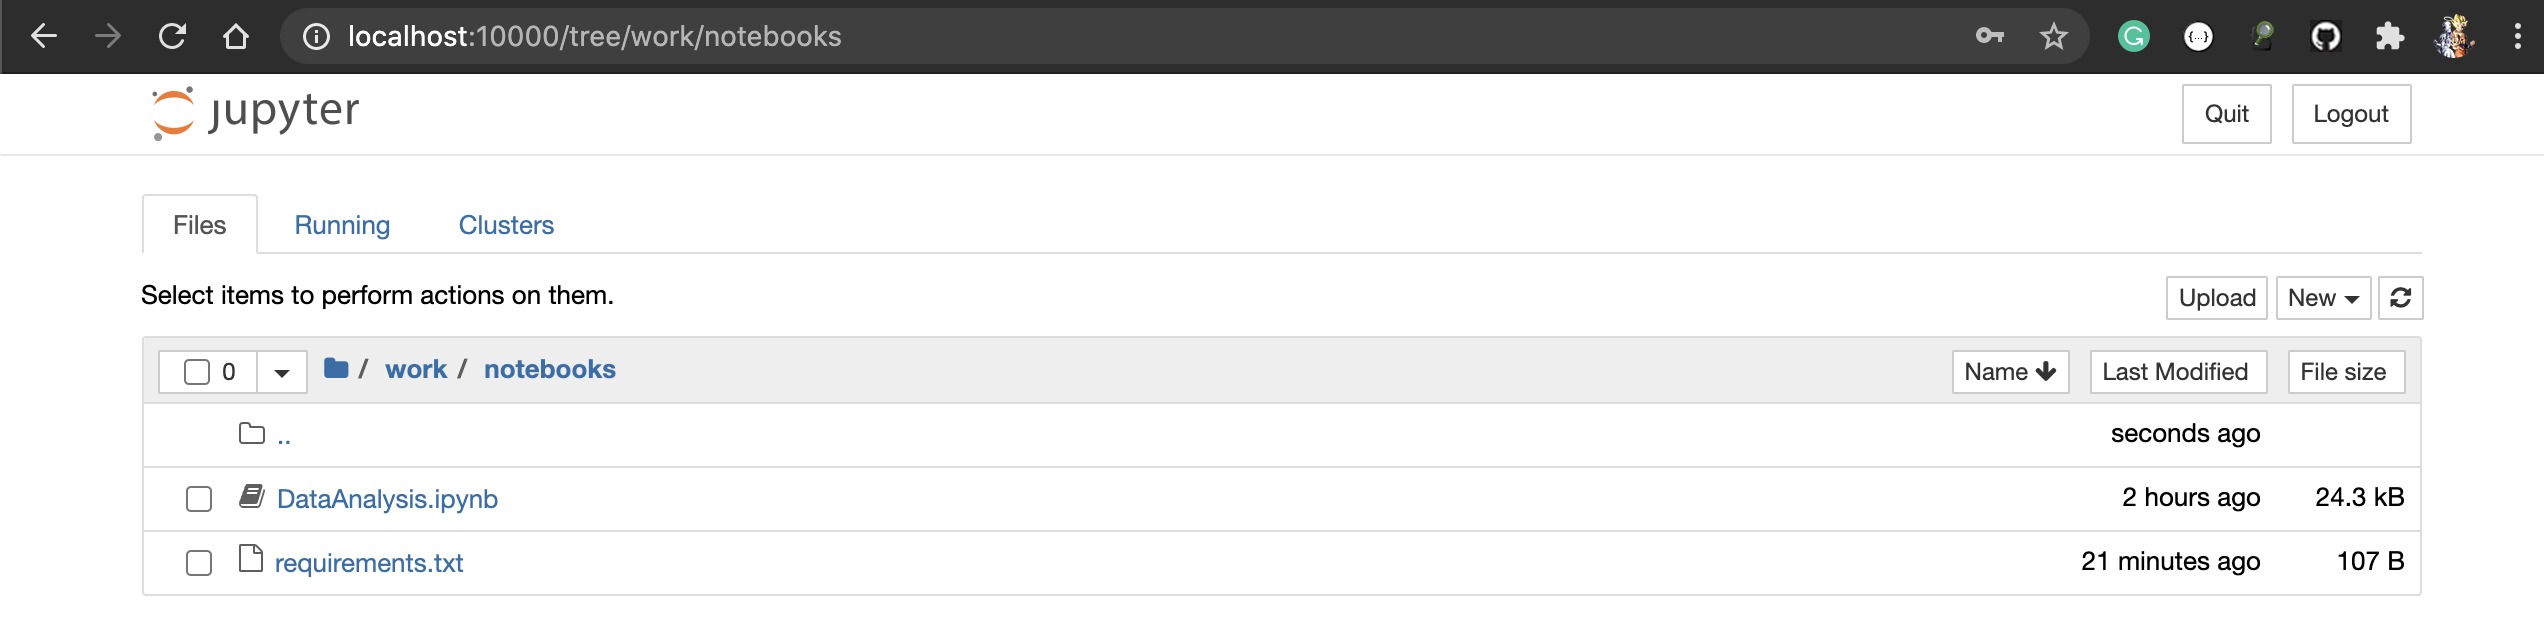 localhost:10000/tree/work/notebooks
jupyter
Quit Logout
Files Running Clusters
Select items to perform actions on them.
Upload New
0 / work / notebooks Name Last Modified File size
.. seconds ago
DataAnalysis.ipynb 2 hours ago 24.3 kB
requirements.txt 21 minutes ago 107 B